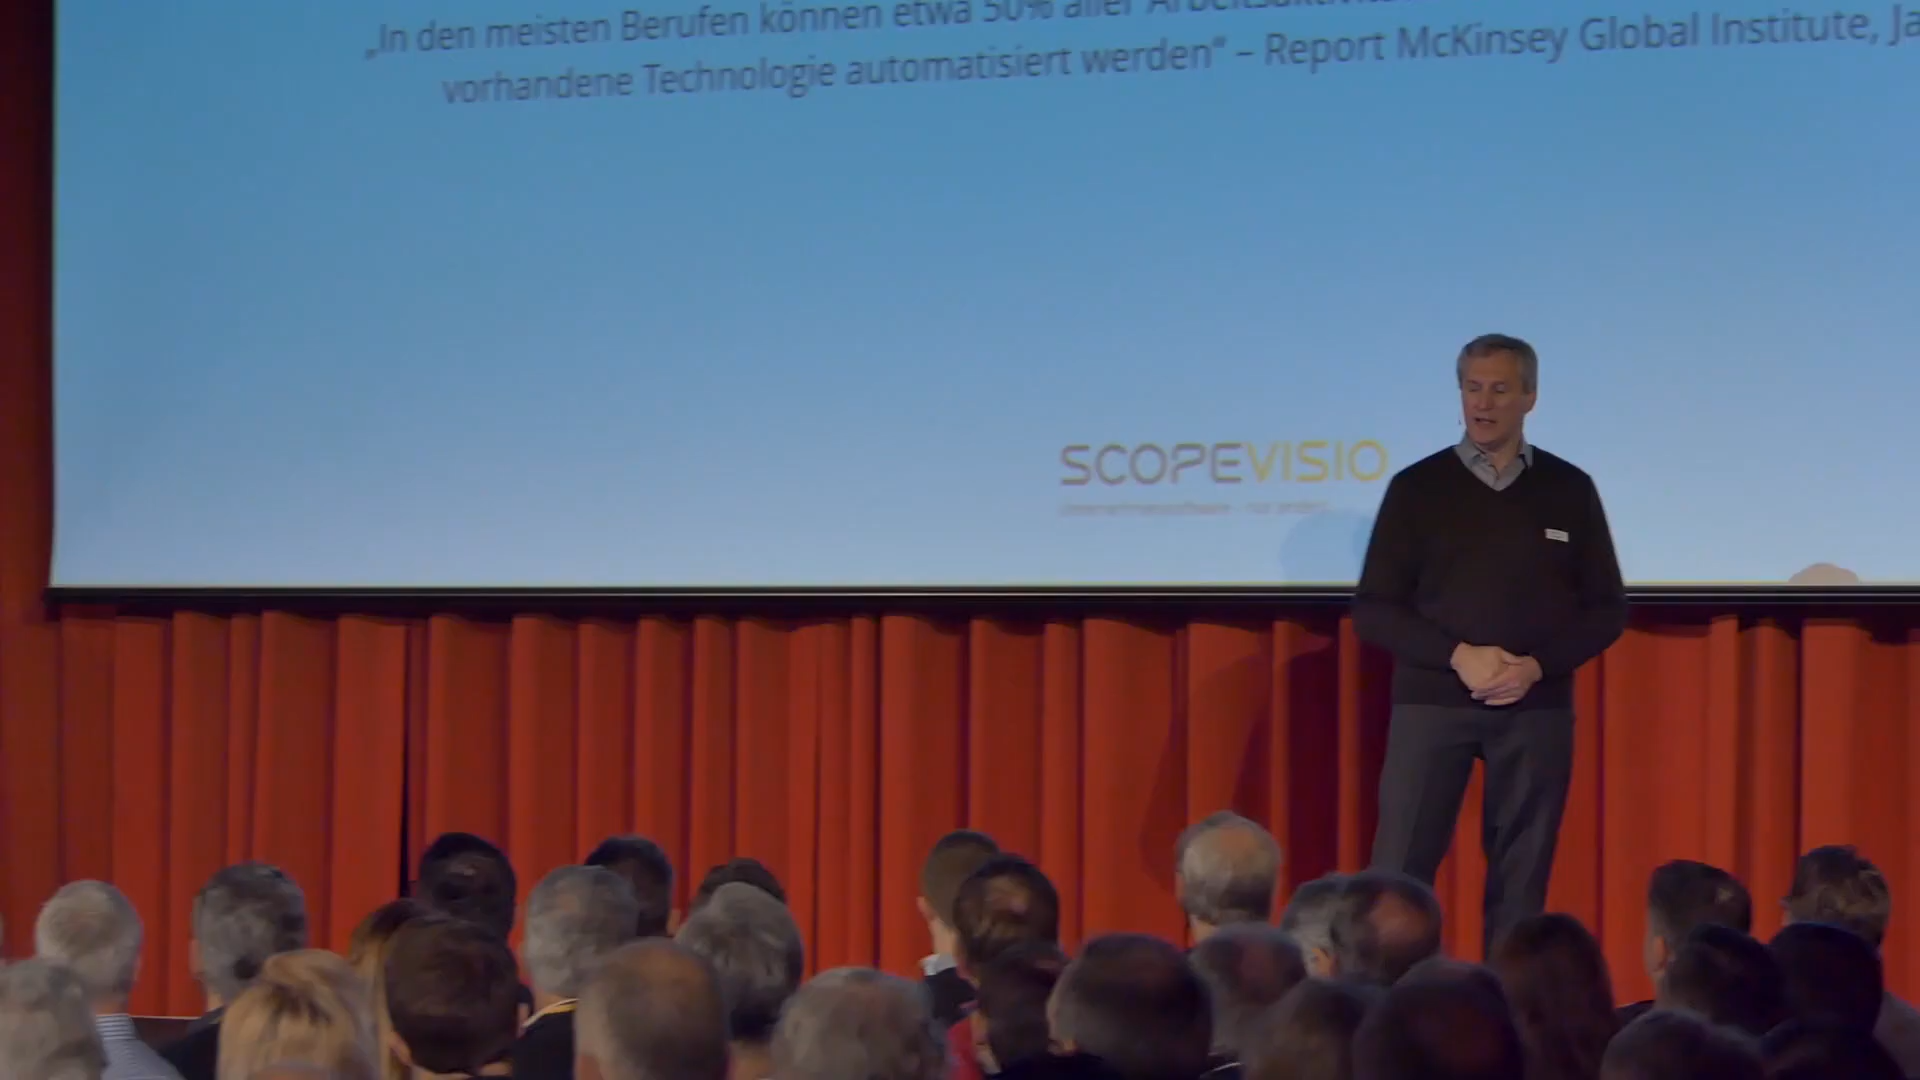 „In den meisten Berufen können etwa 50% aller
vorhandene Technologie automatisiert werden“ – Report McKinsey Global Institute,
SCOPEVISIO